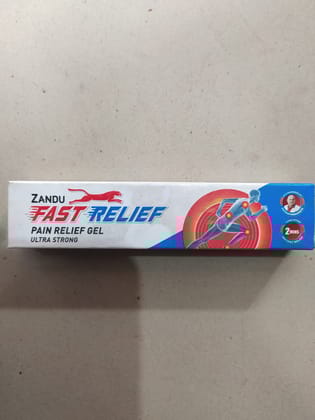 ZANDU
FAST RELIEF
PAIN RELIEF GEL
ULTRA STRONG
2 MINS